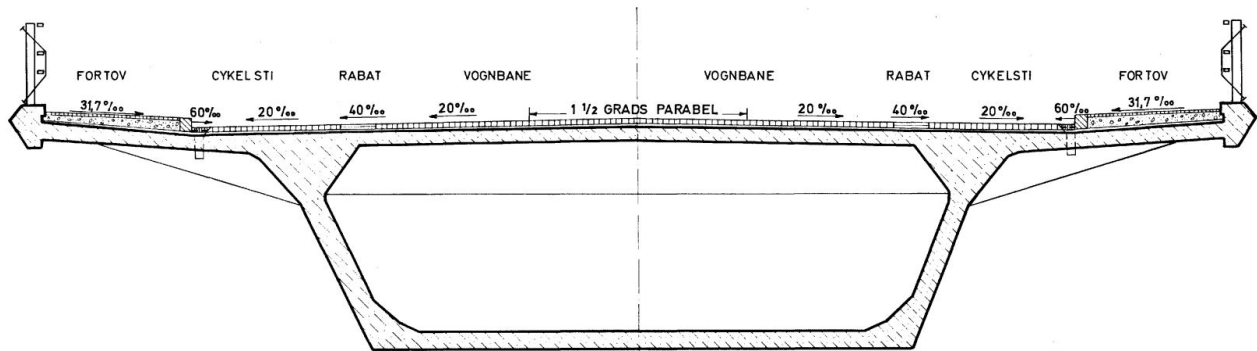 FORTOV CYKELSTI RABAT VOGNBANE VOGNBANE RABAT CYKELSTI FORTOV
31,7‰ 60‰ 20‰ 40‰ 20‰ 1 1/2 GRADS PARABEL 20‰ 40‰ 20‰ 60‰ 31,7‰